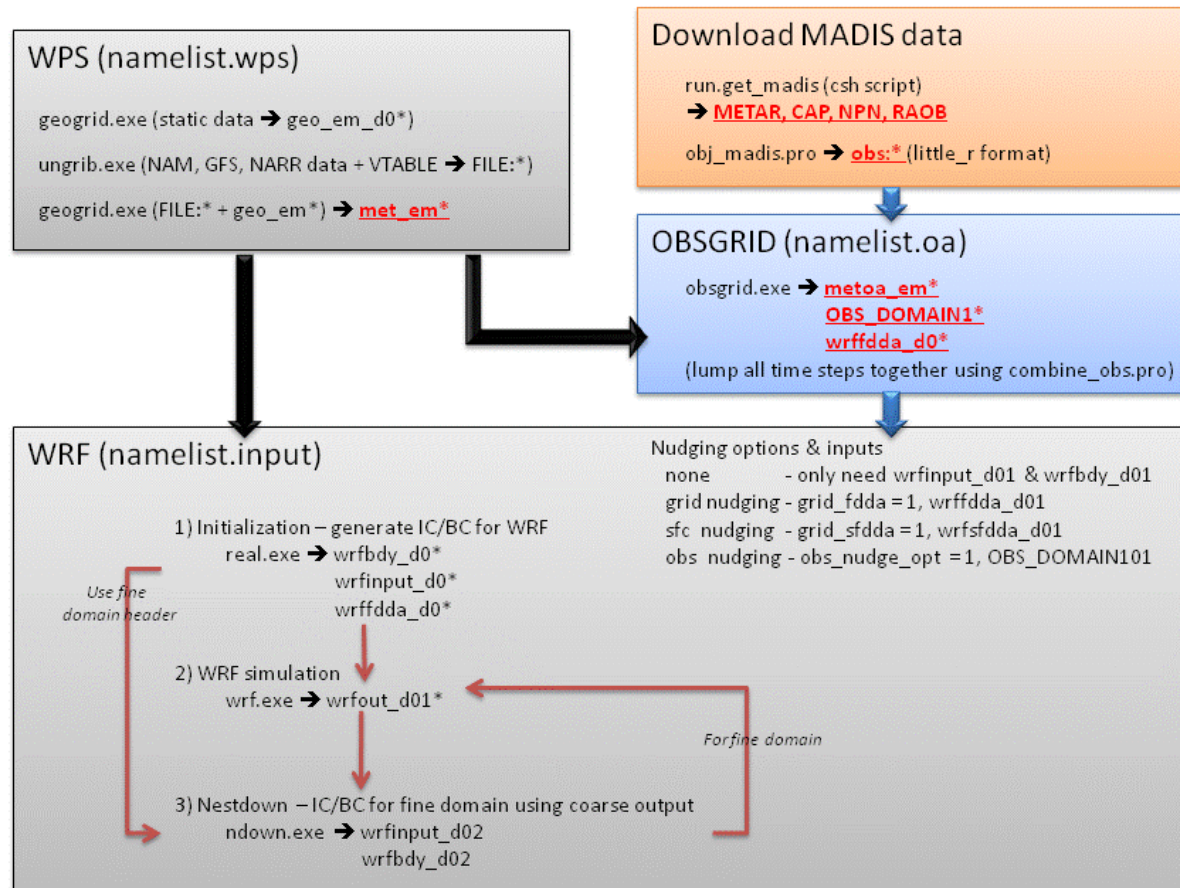 WPS (namelist.wps)
geogrid.exe (static data ➔ geo_em_d0*)
ungrib.exe (NAM, GFS, NARR data + VTABLE ➔ FILE:*)
geogrid.exe (FILE:* + geo_em*) ➔ met_em*
Download MADIS data
run.get_madis (csh script)
➔ METAR, CAP, NPN, RAOB
obj_madis.pro ➔ obs:* (little_r format)
OBSGRID (namelist.oa)
obsgrid.exe ➔ metoa_em*
OBS_DOMAIN1*
wrffdda_d0*
(lump all time steps together using combine_obs.pro)
WRF (namelist.input)
1) Initialization – generate IC/BC for WRF
real.exe ➔ wrfbdy_d0*
wrfinput_d0*
wrffdda_d0*
Use fine
domain header
2) WRF simulation
wrf.exe ➔ wrfout_d01*
For fine domain
3) Nestdown – IC/BC for fine domain using coarse output
ndown.exe ➔ wrfinput_d02
wrfbdy_d02
Nudging options & inputs
none - only need wrfinput_d01 & wrfbdy_d01
grid nudging - grid_fdda = 1, wrffdda_d01
sfc nudging - grid_sfdda = 1, wrfsfdda_d01
obs nudging - obs_nudge_opt = 1, OBS_DOMAIN101